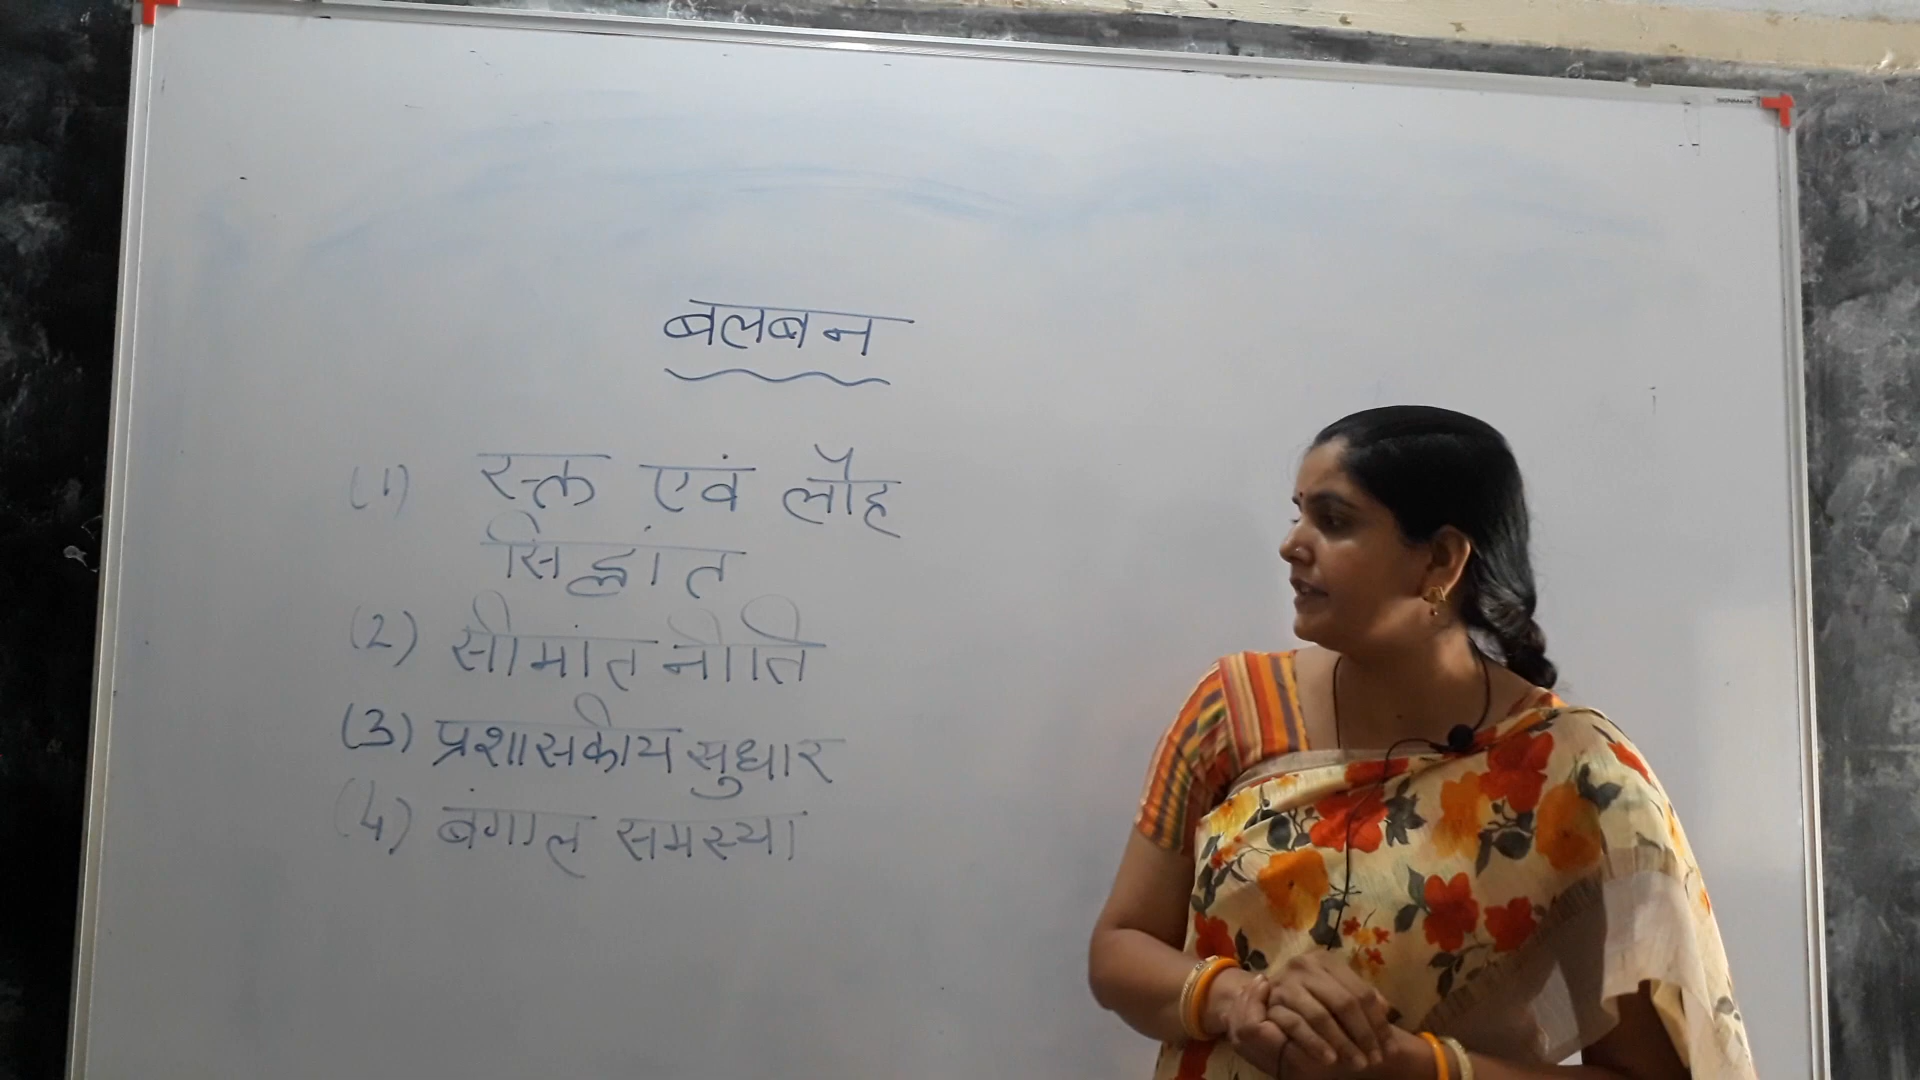 बलबन
(1) रक्त एवं लौह
सिद्धांत
(2) सीमांत नीति
(3) प्रशासकीय सुधार
(4) बंगाल समस्या